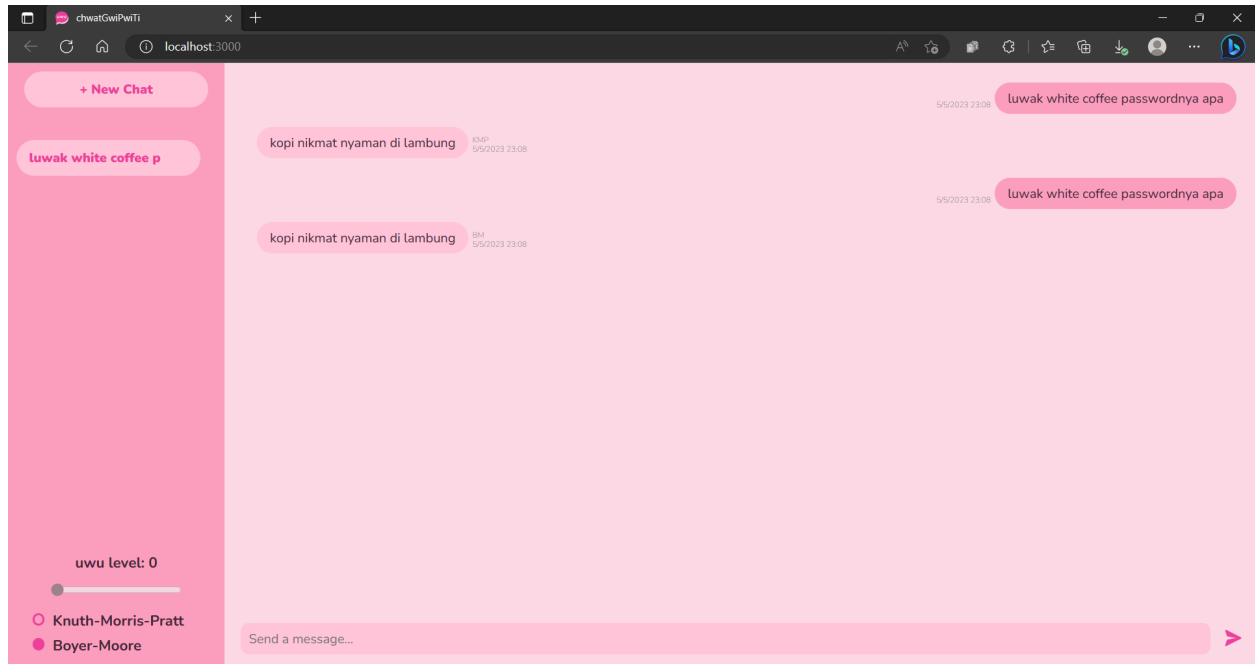 chwatGwiPwiTi
localhost:3000
+ New Chat
luwak white coffee p
5/5/2023 23:08
luwak white coffee passwordnya apa
kopi nikmat nyaman di lambung
KMP
5/5/2023 23:08
5/5/2023 23:08
luwak white coffee passwordnya apa
kopi nikmat nyaman di lambung
BM
5/5/2023 23:08
uwu level: 0
Knuth-Morris-Pratt
Boyer-Moore
Send a message...